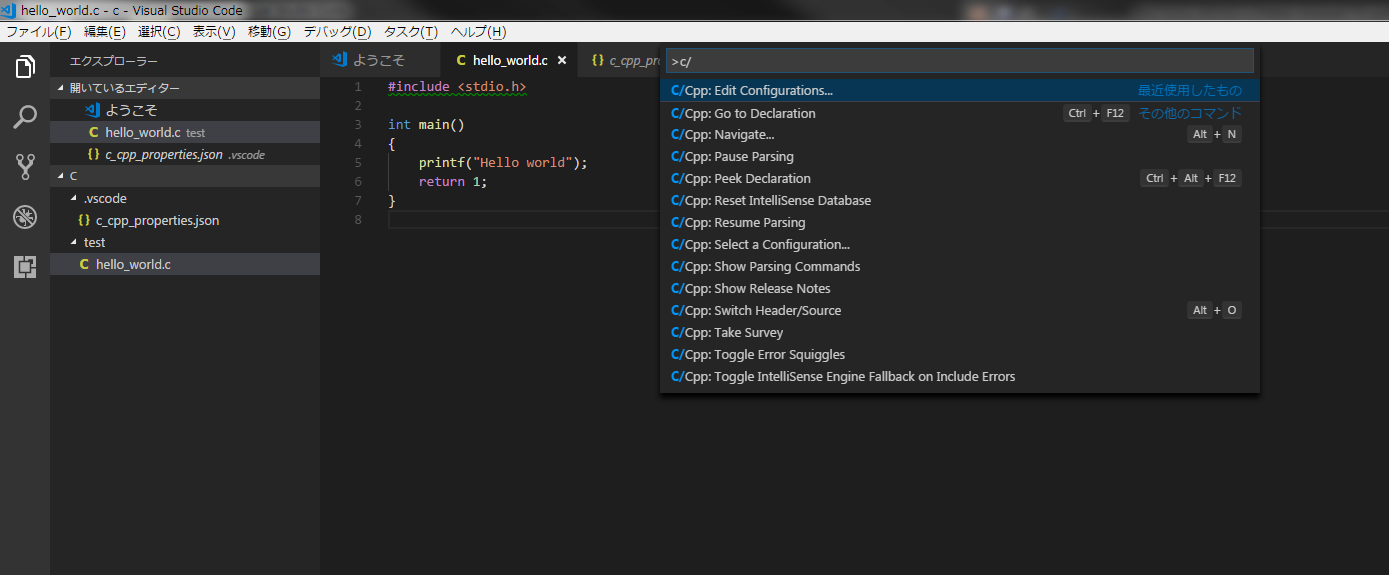 hello_world.c - c - Visual Studio Code
ファイル(F) 編集(E) 選択(C) 表示(V) 移動(G) デバッグ(D) タスク(T) ヘルプ(H)
エクスプローラー
開いているエディター
ようこそ
hello_world.c test
c_cpp_properties.json .vscode
C
.vscode
c_cpp_properties.json
test
hello_world.c
ようこそ hello_world.c × c_cpp_pro
1 #include <stdio.h>
2
3 int main()
4 {
5 printf("Hello world");
6 return 1;
7 }
8
>c/
C/Cpp: Edit Configurations... 最近使用したもの
C/Cpp: Go to Declaration Ctrl + F12 その他のコマンド
C/Cpp: Navigate... Alt + N
C/Cpp: Pause Parsing
C/Cpp: Peek Declaration Ctrl + Alt + F12
C/Cpp: Reset IntelliSense Database
C/Cpp: Resume Parsing
C/Cpp: Select a Configuration...
C/Cpp: Show Parsing Commands
C/Cpp: Show Release Notes
C/Cpp: Switch Header/Source Alt + O
C/Cpp: Take Survey
C/Cpp: Toggle Error Squiggles
C/Cpp: Toggle IntelliSense Engine Fallback on Include Errors